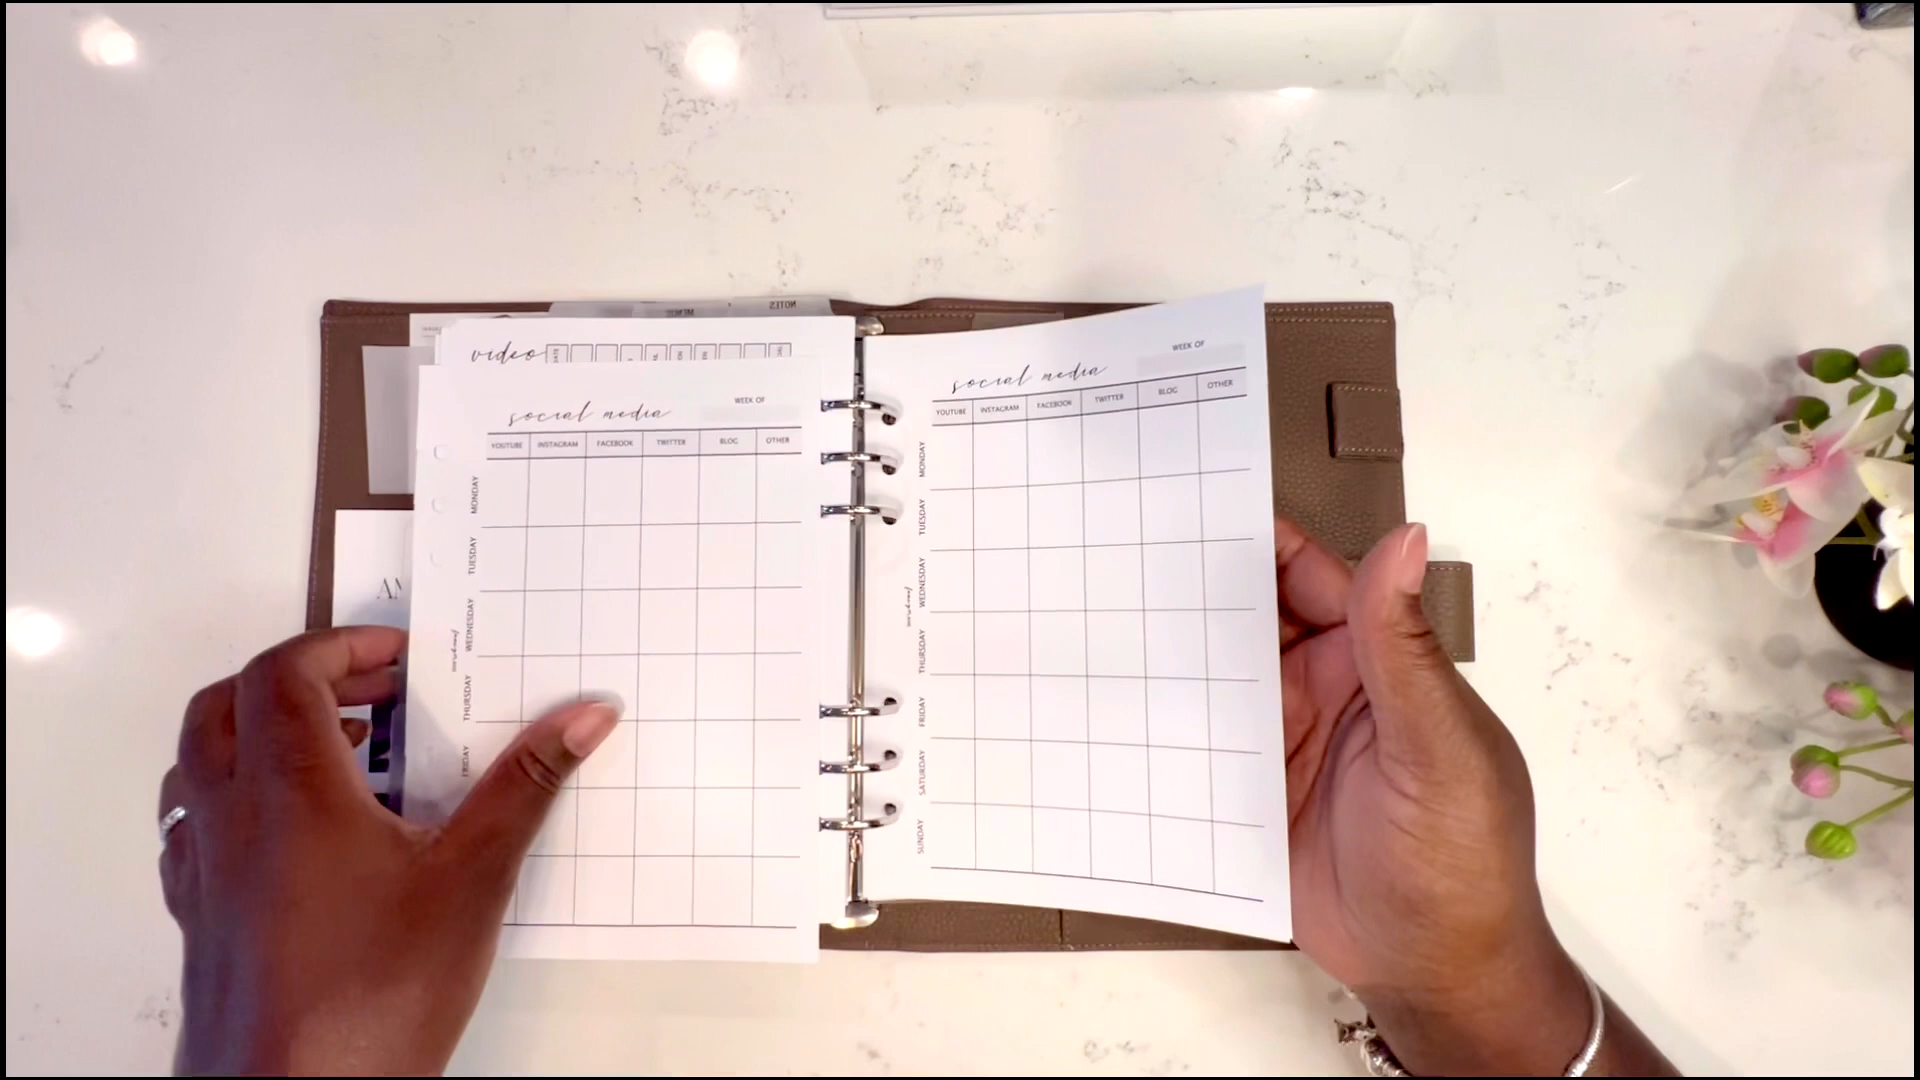 NOTES
video
social media
WEEK OF
YOUTUBE INSTAGRAM FACEBOOK TWITTER BLOG OTHER
MONDAY
TUESDAY
WEDNESDAY
THURSDAY
FRIDAY
social media
WEEK OF
YOUTUBE INSTAGRAM FACEBOOK TWITTER BLOG OTHER
MONDAY
TUESDAY
WEDNESDAY
THURSDAY
FRIDAY
SATURDAY
SUNDAY